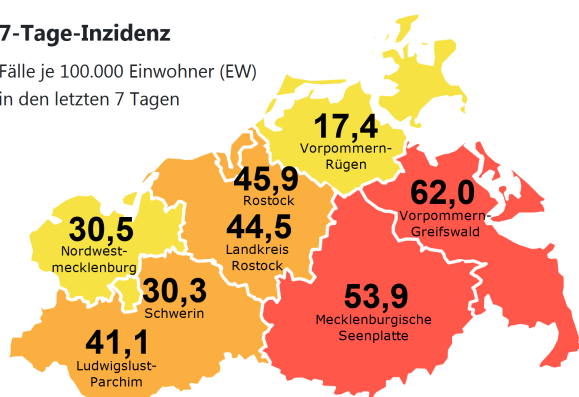 7-Tage-Inzidenz
Fälle je 100.000 Einwohner (EW)
in den letzten 7 Tagen
17,4
Vorpommern-
Rügen
45,9
Rostock
62,0
Vorpommern-
Greifswald
30,5
Nordwest-
mecklenburg
44,5
Landkreis
Rostock
30,3
Schwerin
53,9
Mecklenburgische
Seenplatte
41,1
Ludwigslust-
Parchim